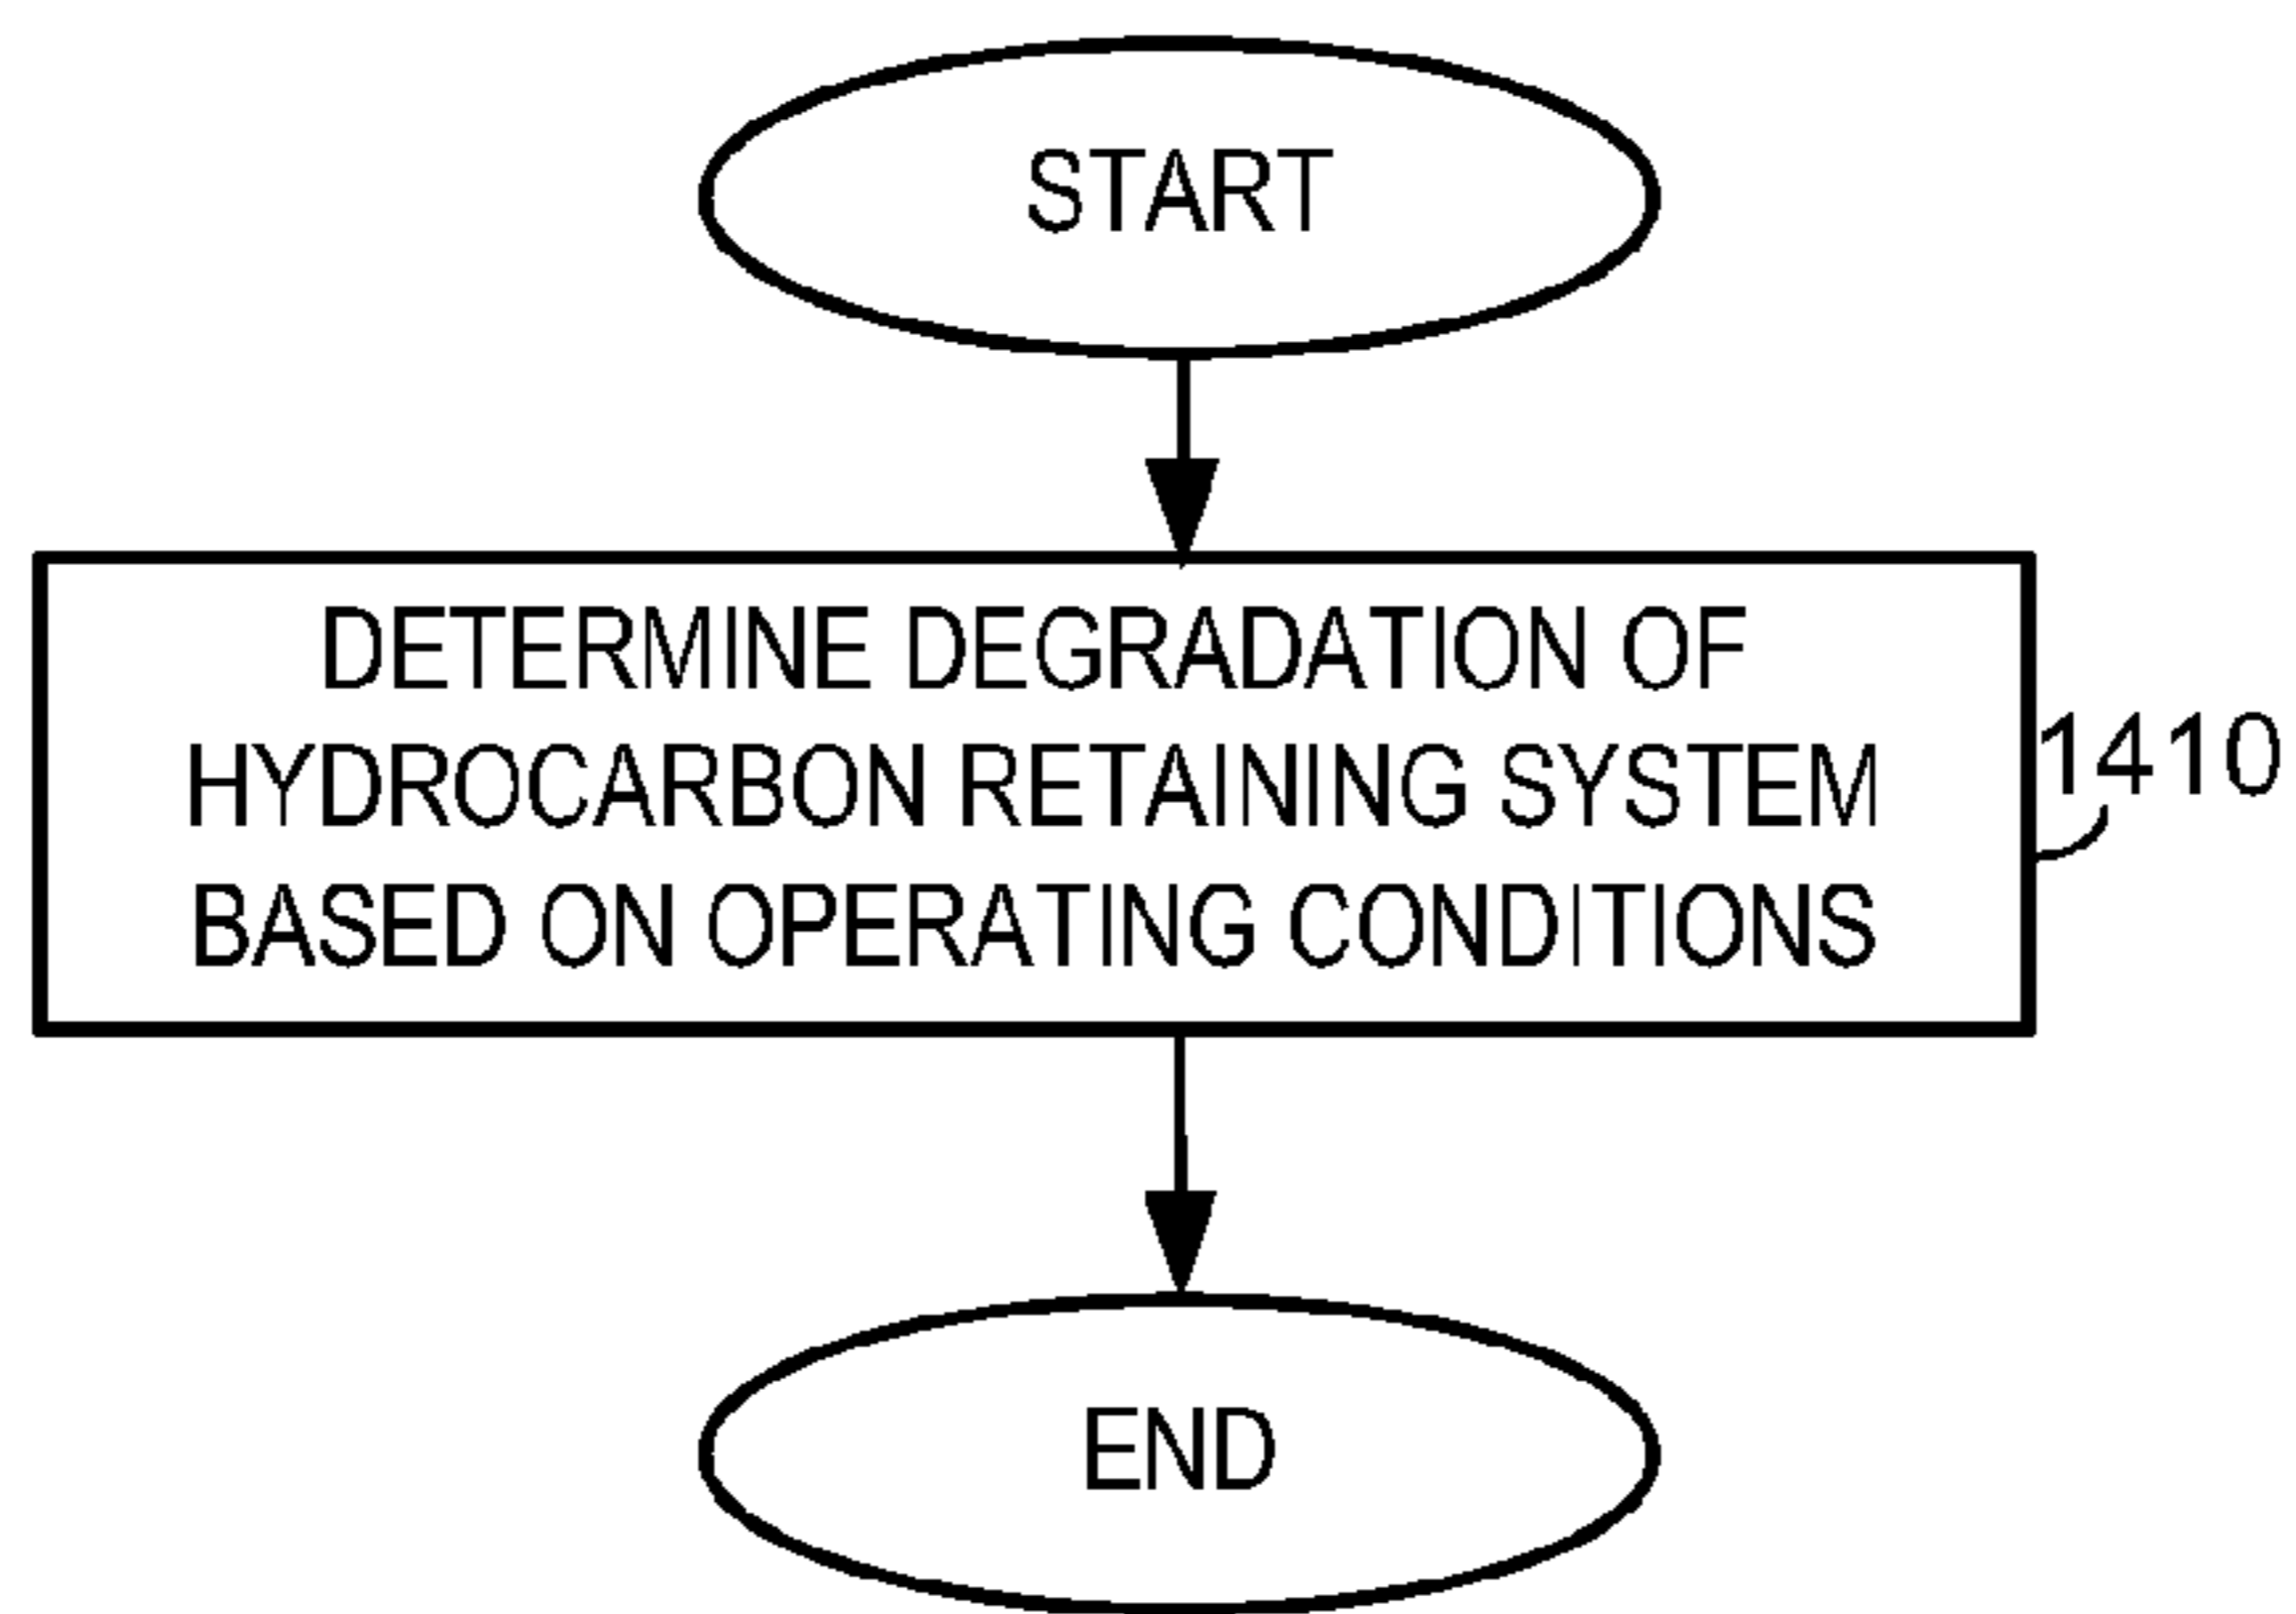 START
DETERMINE DEGRADATION OF
HYDROCARBON RETAINING SYSTEM
BASED ON OPERATING CONDITIONS
1410
END